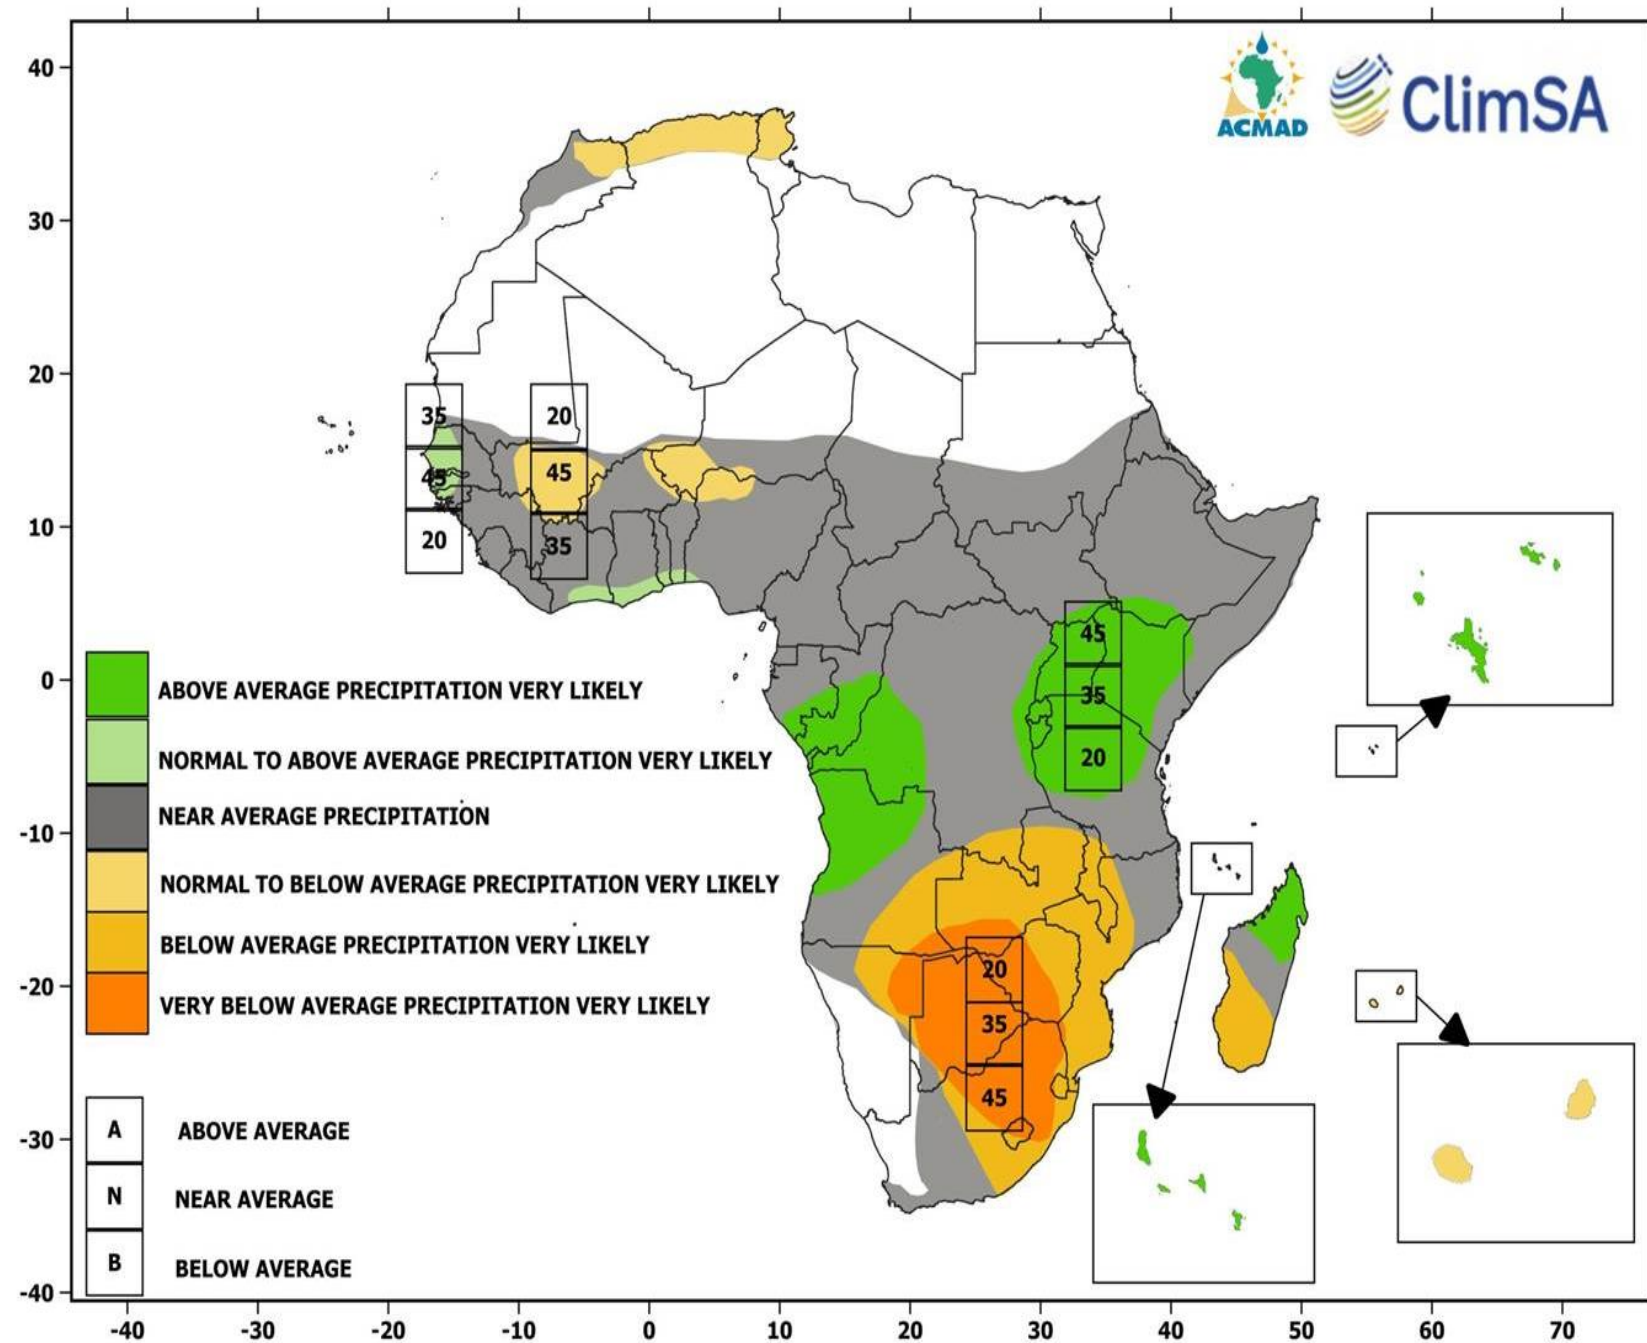 ACMAD
ClimSA
40
30
20
10
0
-10
-20
-30
-40
35
45
20
20
45
35
45
35
20
20
35
45
ABOVE AVERAGE PRECIPITATION VERY LIKELY
NORMAL TO ABOVE AVERAGE PRECIPITATION VERY LIKELY
NEAR AVERAGE PRECIPITATION
NORMAL TO BELOW AVERAGE PRECIPITATION VERY LIKELY
BELOW AVERAGE PRECIPITATION VERY LIKELY
VERY BELOW AVERAGE PRECIPITATION VERY LIKELY
A ABOVE AVERAGE
N NEAR AVERAGE
B BELOW AVERAGE
-40 -30 -20 -10 0 10 20 30 40 50 60 70